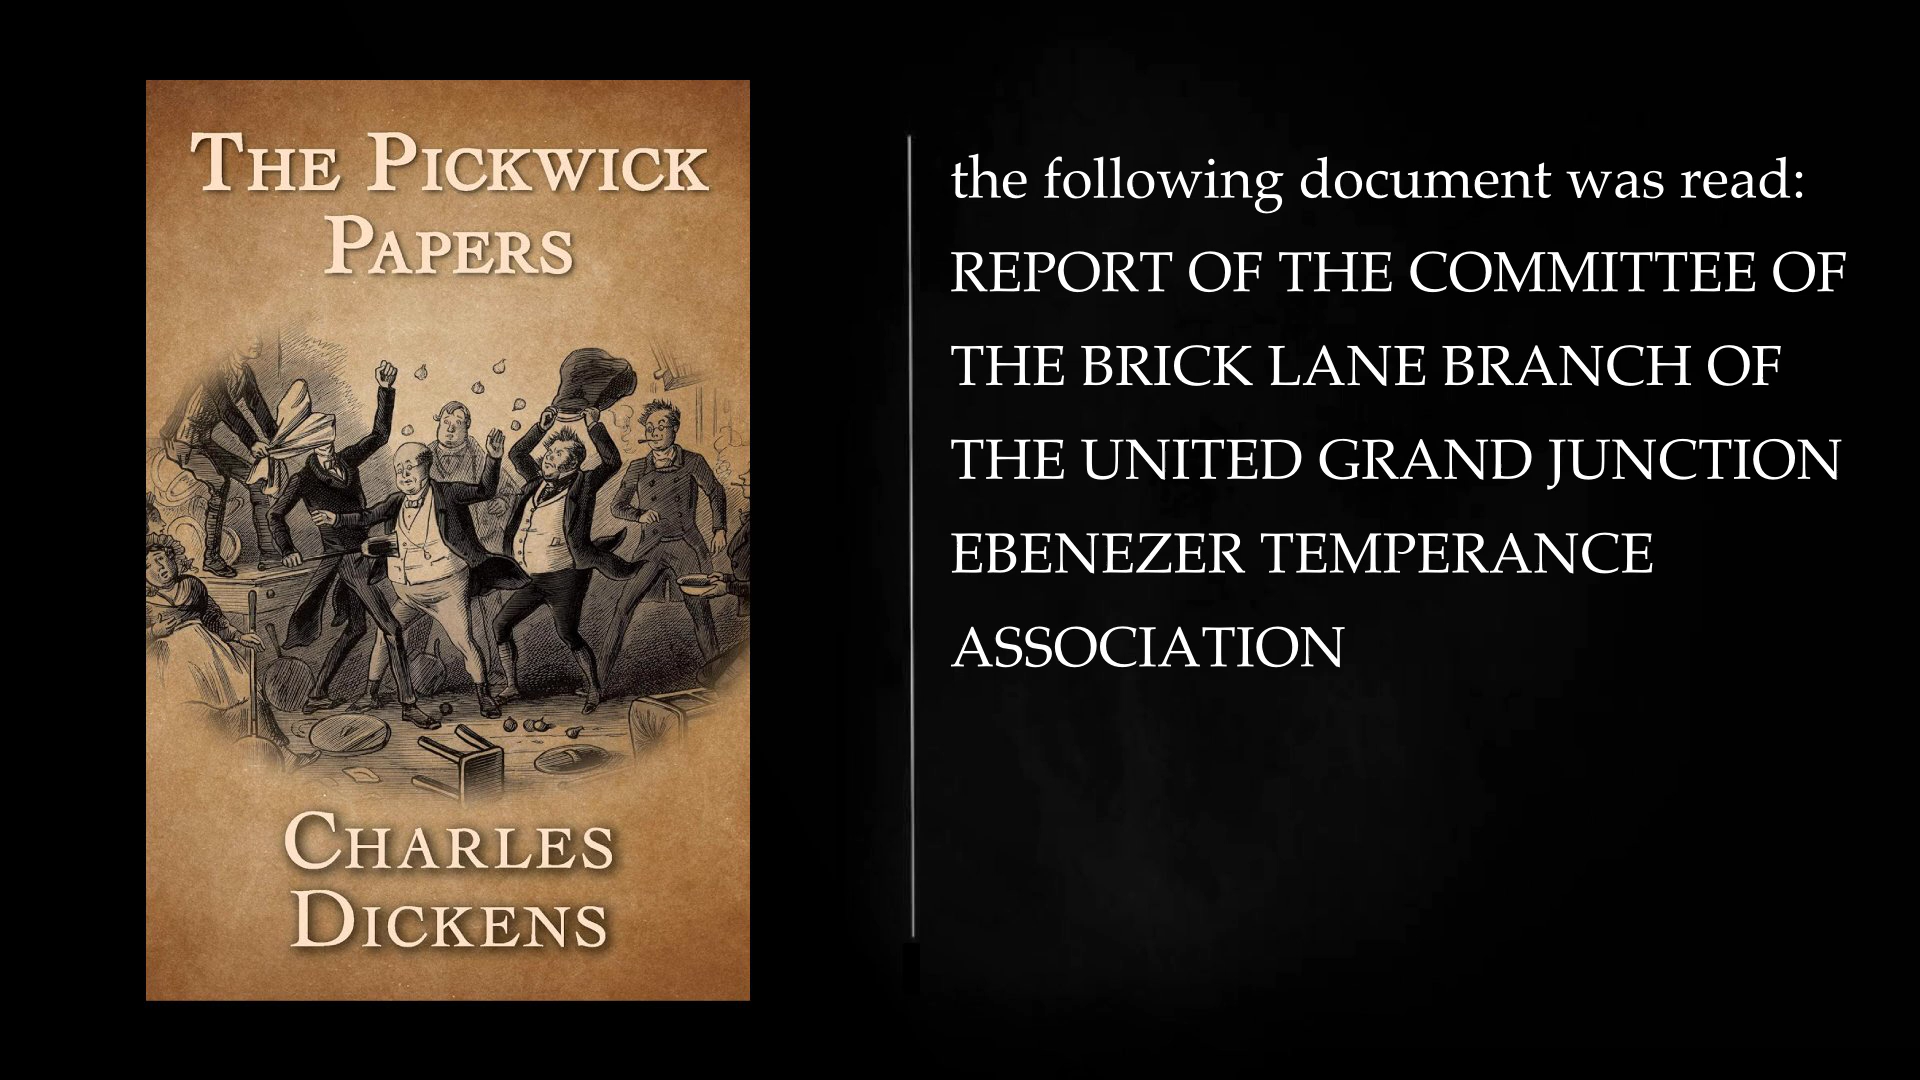 The Pickwick
Papers
Charles
Dickens
the following document was read:
REPORT OF THE COMMITTEE OF
THE BRICK LANE BRANCH OF
THE UNITED GRAND JUNCTION
EBENEZER TEMPERANCE
ASSOCIATION